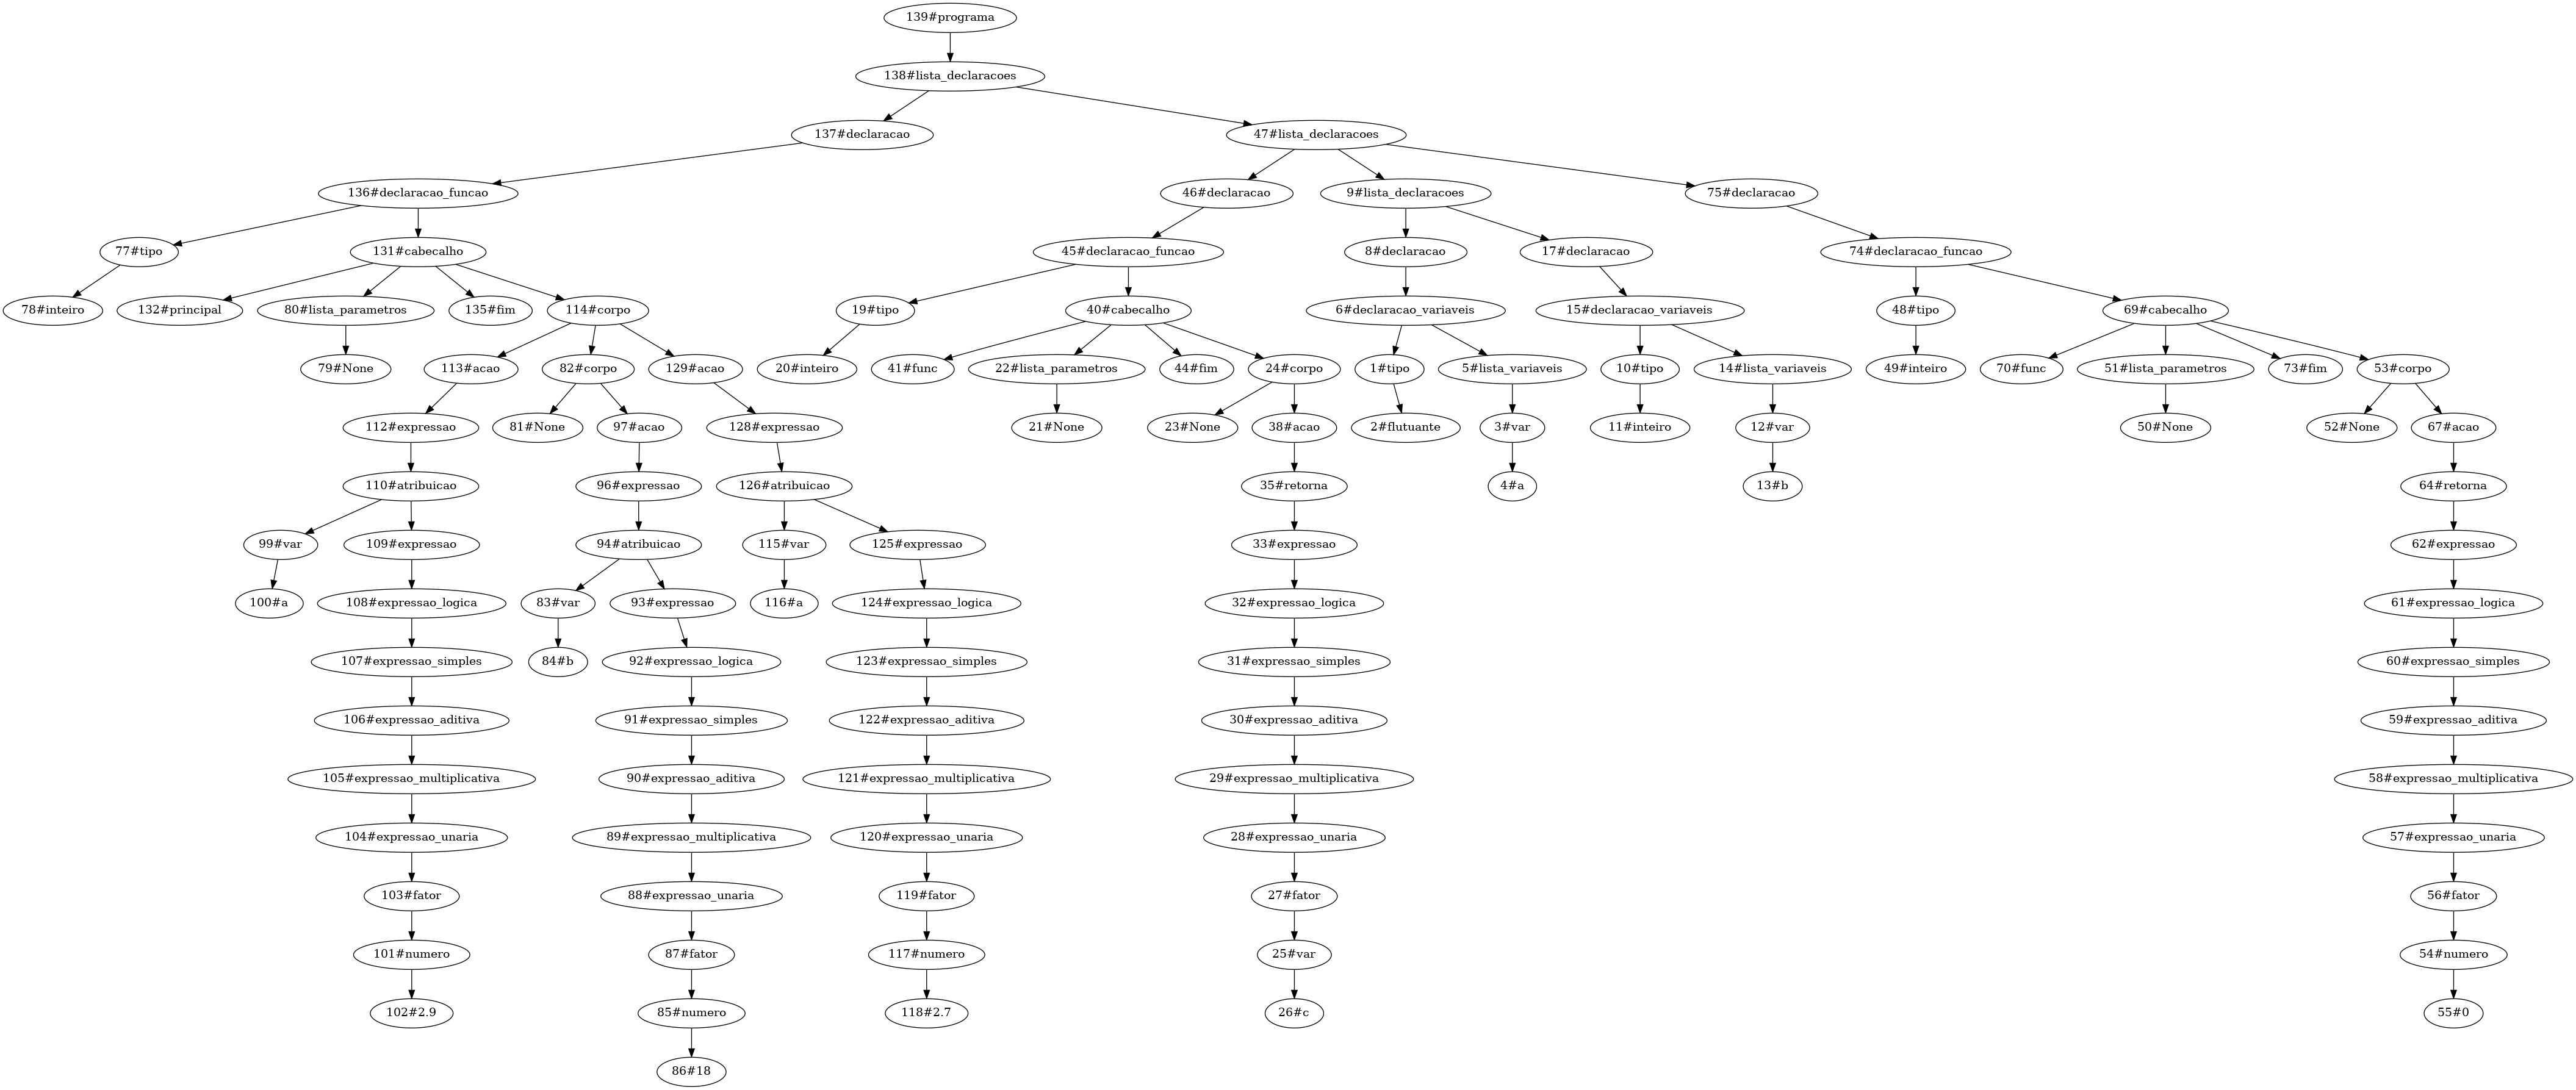 139#programa
138#lista_declaracoes
137#declaracao
47#lista_declaracoes
136#declaracao_funcao
46#declaracao
9#lista_declaracoes
75#declaracao
77#tipo
131#cabecalho
45#declaracao_funcao
8#declaracao
17#declaracao
74#declaracao_funcao
78#inteiro
132#principal
80#lista_parametros
135#fim
114#corpo
19#tipo
40#cabecalho
6#declaracao_variaveis
15#declaracao_variaveis
48#tipo
69#cabecalho
79#None
113#acao
82#corpo
129#acao
20#inteiro
41#func
22#lista_parametros
44#fim
24#corpo
1#tipo
5#lista_variaveis
10#tipo
14#lista_variaveis
49#inteiro
70#func
51#lista_parametros
73#fim
53#corpo
112#expressao
81#None
97#acao
128#expressao
21#None
23#None
38#acao
2#flutuante
3#var
11#inteiro
12#var
50#None
52#None
67#acao
110#atribuicao
96#expressao
126#atribuicao
35#retorna
4#a
13#b
64#retorna
99#var
109#expressao
94#atribuicao
115#var
125#expressao
33#expressao
62#expressao
100#a
108#expressao_logica
83#var
93#expressao
116#a
124#expressao_logica
32#expressao_logica
61#expressao_logica
107#expressao_simples
84#b
92#expressao_logica
123#expressao_simples
31#expressao_simples
60#expressao_simples
106#expressao_aditiva
91#expressao_simples
122#expressao_aditiva
30#expressao_aditiva
59#expressao_aditiva
105#expressao_multiplicativa
90#expressao_aditiva
121#expressao_multiplicativa
29#expressao_multiplicativa
58#expressao_multiplicativa
104#expressao_unaria
89#expressao_multiplicativa
120#expressao_unaria
28#expressao_unaria
57#expressao_unaria
103#fator
88#expressao_unaria
119#fator
27#fator
56#fator
101#numero
87#fator
117#numero
25#var
54#numero
102#2.9
85#numero
118#2.7
26#c
55#0
86#18